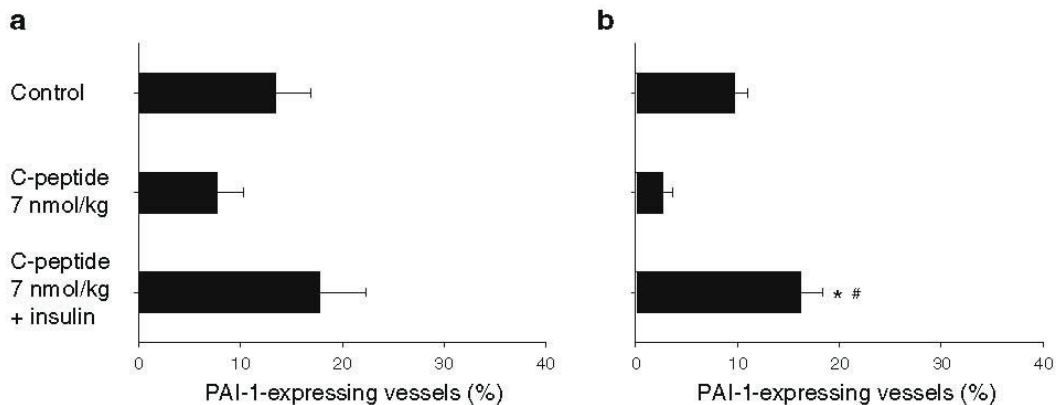 a
b
Control
C-peptide
7 nmol/kg
C-peptide
7 nmol/kg
+ insulin
* #
0 10 20 30 40
0 10 20 30 40
PAI-1-expressing vessels (%)
PAI-1-expressing vessels (%)